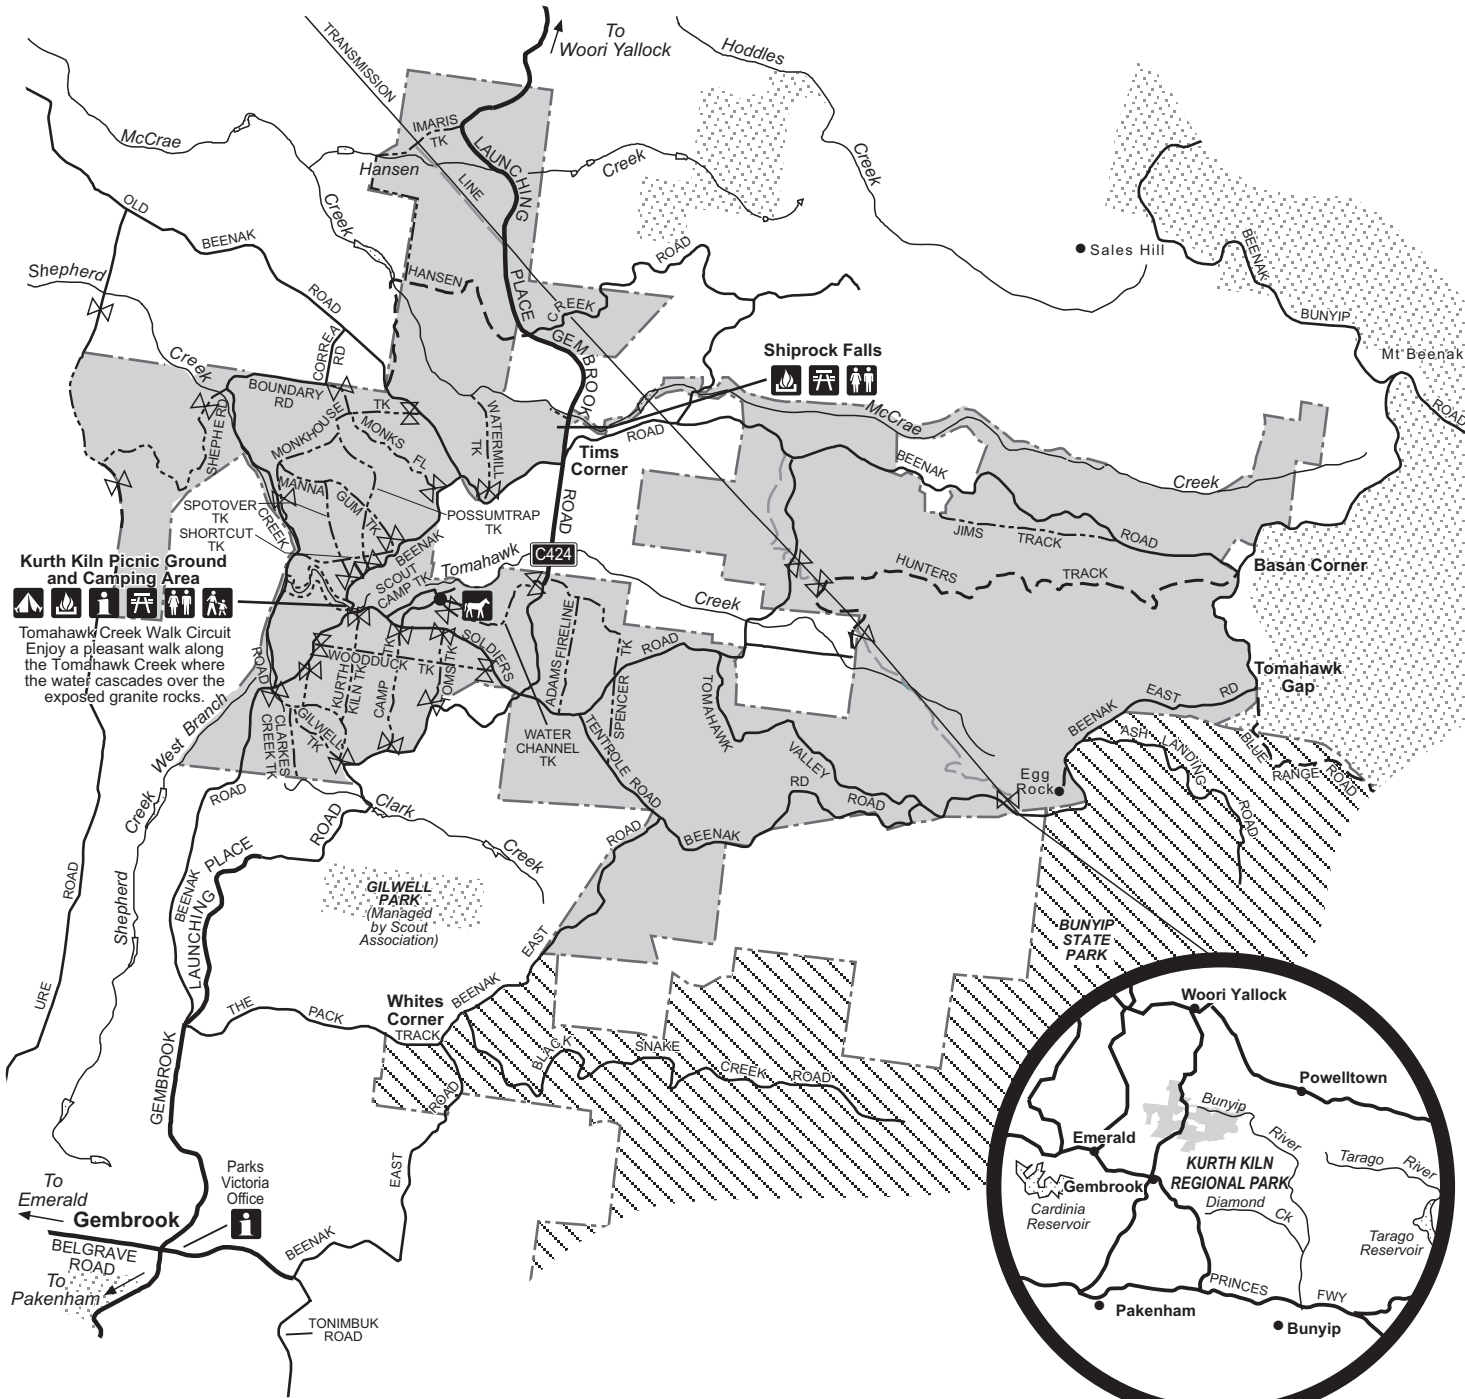 To
Woori Yallock
TRANSMISSION
LINE
Hoddles
Creek
McCrae
Creek
IMARIS
TK
Hansen
Creek
LAUNCHING
PLACE
GEMBROOK
ROAD
OLD
BEENAK
ROAD
Shepherd
Creek
HANSEN
CREEK
ROAD
Sales Hill
BEENAK
BUNYIP
Mt Beenak
ROAD
CORREA
RD
BOUNDARY
RD
SHEPHERD
CREEK
ROAD
MONKHOUSE
TK
MONKS
FL
WATERMILL
TK
MANNA
GUM TK
SPOTOVER
TK
SHORTCUT
TK
POSSUMTRAP
TK
Shiprock Falls
McCrae
Creek
Tims
Corner
ROAD
BEENAK
ROAD
JIMS
TRACK
HUNTERS
TRACK
Basan Corner
C424
Tomahawk
Creek
BEENAK
SCOUT
CAMP TK
Kurth Kiln Picnic Ground
and Camping Area
Tomahawk Creek Walk Circuit
Enjoy a pleasant walk along
the Tomahawk Creek where
the water cascades over the
exposed granite rocks.
WOODDUCK TK
KURTH
KILN TK
CAMP
TK
TOMS TK
SOLDIERS
ROAD
ADAMS FIRELINE
SPENCER
TK
GILWELL
TK
CLARKES
CREEK TK
WATER
CHANNEL
TK
TENTPOLE ROAD
TOMAHAWK
VALLEY
RD
ROAD
BEENAK
Tomahawk
Gap
BEENAK
EAST
RD
ASH
LANDING
ROAD
BLUE
RANGE
ROAD
Egg
Rock
West Branch
Shepherd
Creek
Clark
Creek
ROAD
BEENAK
LAUNCHING
PLACE
ROAD
GILWELL
PARK
(Managed
by Scout
Association)
ROAD
EAST
BEENAK
Whites
Corner
THE
PACK
TRACK
ROAD
EAST
BEENAK
BLACK
SNAKE
CREEK
ROAD
BUNYIP
STATE
PARK
URE
ROAD
GEMBROOK
Parks
Victoria
Office
To
Emerald
Gembrook
BELGRAVE
ROAD
To
Pakenham
TONIMBUK
ROAD
Woori Yallock
Powelltown
Bunyip
River
Emerald
KURTH KILN
REGIONAL PARK
Tarago
River
Gembrook
Cardinia
Reservoir
Diamond
Ck
Tarago
Reservoir
PRINCES
FWY
Pakenham
Bunyip